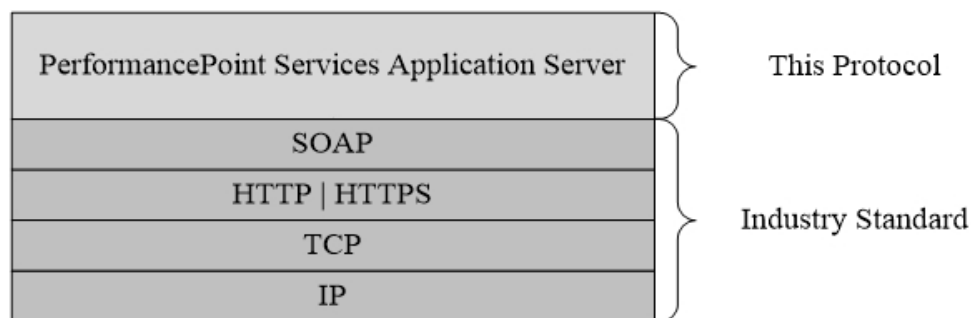 PerformancePoint Services Application Server
This Protocol
SOAP
HTTP | HTTPS
TCP
IP
Industry Standard